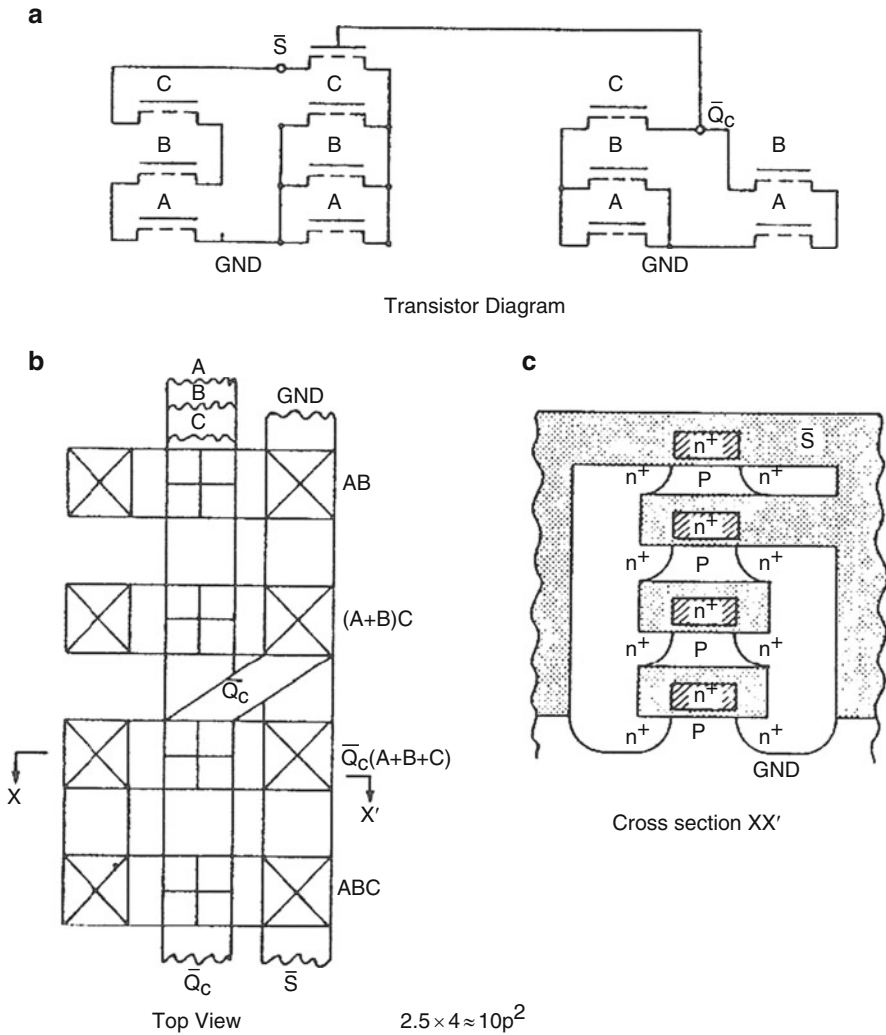 a
S̄
C C C
Q̄c
B B B B
A A A A
GND GND
Transistor Diagram
b
A
B
C
GND
AB
(A+B)C
Q̄c
Q̄c(A+B+C)
X X′
ABC
Q̄c S̄
Top View
2.5 × 4 ≈ 10p²
c
n+ S̄
n+ P n+
n+
n+ P n+
n+
n+ P n+
n+
n+ P n+
GND
Cross section XX′